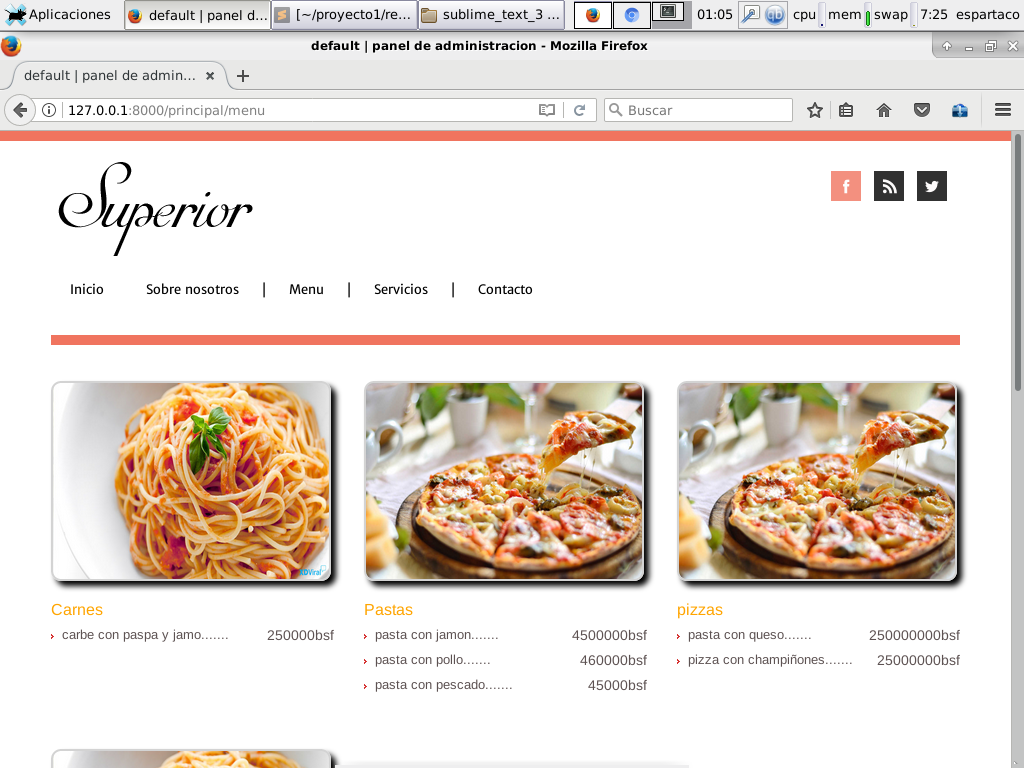 Aplicaciones
default | panel d...
[~/proyecto1/re...
sublime_text_3 ...
01:05
cpu
mem
swap
7:25
espartaco
default | panel de administracion - Mozilla Firefox
default | panel de admin...
127.0.0.1:8000/principal/menu
Buscar
Superior
Inicio
Sobre nosotros | Menu | Servicios | Contacto
Carnes
carbe con paspa y jamo....... 250000bsf
Pastas
pasta con jamon....... 4500000bsf
pasta con pollo....... 460000bsf
pasta con pescado....... 45000bsf
pizzas
pasta con queso....... 250000000bsf
pizza con champiñones....... 25000000bsf